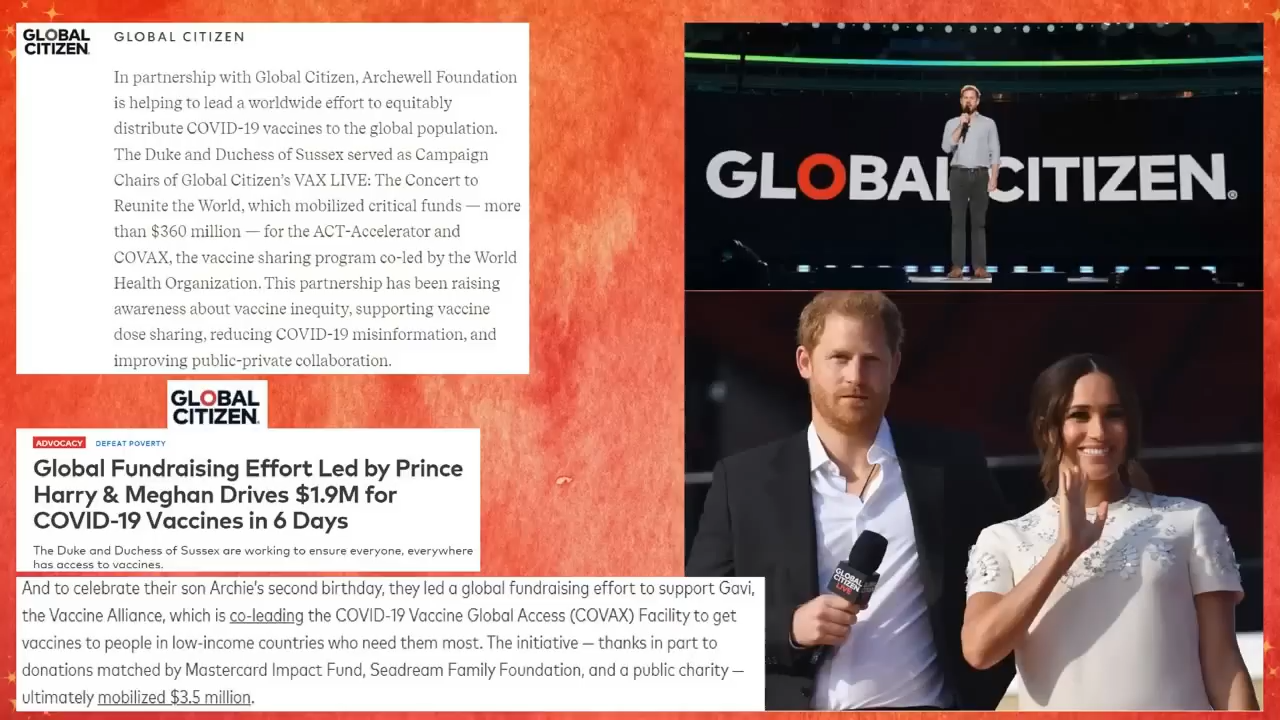 GLOBAL
CITIZEN.
GLOBAL CITIZEN
In partnership with Global Citizen, Archewell Foundation
is helping to lead a worldwide effort to equitably
distribute COVID-19 vaccines to the global population.
The Duke and Duchess of Sussex served as Campaign
Chairs of Global Citizen's VAX LIVE: The Concert to
Reunite the World, which mobilized critical funds — more
than $360 million — for the ACT-Accelerator and
COVAX, the vaccine sharing program co-led by the World
Health Organization. This partnership has been raising
awareness about vaccine inequity, supporting vaccine
dose sharing, reducing COVID-19 misinformation, and
improving public-private collaboration.
GLOBAL
CITIZEN.
ADVOCACY DEFEAT POVERTY
Global Fundraising Effort Led by Prince
Harry & Meghan Drives $1.9M for
COVID-19 Vaccines in 6 Days
The Duke and Duchess of Sussex are working to ensure everyone, everywhere
has access to vaccines.
And to celebrate their son Archie's second birthday, they led a global fundraising effort to support Gavi,
the Vaccine Alliance, which is co-leading the COVID-19 Vaccine Global Access (COVAX) Facility to get
vaccines to people in low-income countries who need them most. The initiative — thanks in part to
donations matched by Mastercard Impact Fund, Seadream Family Foundation, and a public charity —
ultimately mobilized $3.5 million.
GLOBAL CITIZEN.®
GLOBAL
CITIZEN
LIVE